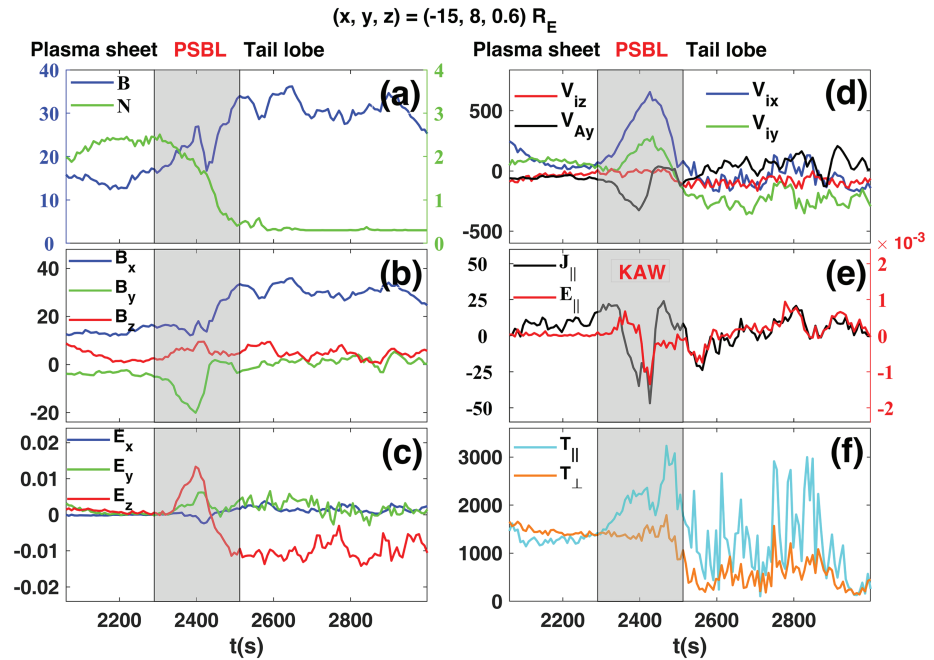 (x, y, z) = (-15, 8, 0.6) R_E
Plasma sheet PSBL Tail lobe
Plasma sheet PSBL Tail lobe
40
30
20
10
0
B
N
(a)
4
3
2
1
0
500
0
-500
V_iz
V_Ay
V_ix
V_iy
(d)
40
20
0
-20
B_x
B_y
B_z
(b)
× 10^-3
50
25
0
-25
-50
J_||
E_||
KAW
(e)
2
1
0
-1
-2
0.02
0.01
0
-0.01
-0.02
E_x
E_y
E_z
(c)
2200 2400 2600 2800
t(s)
3000
2000
1000
0
T_||
T_⊥
(f)
2200 2400 2600 2800
t(s)